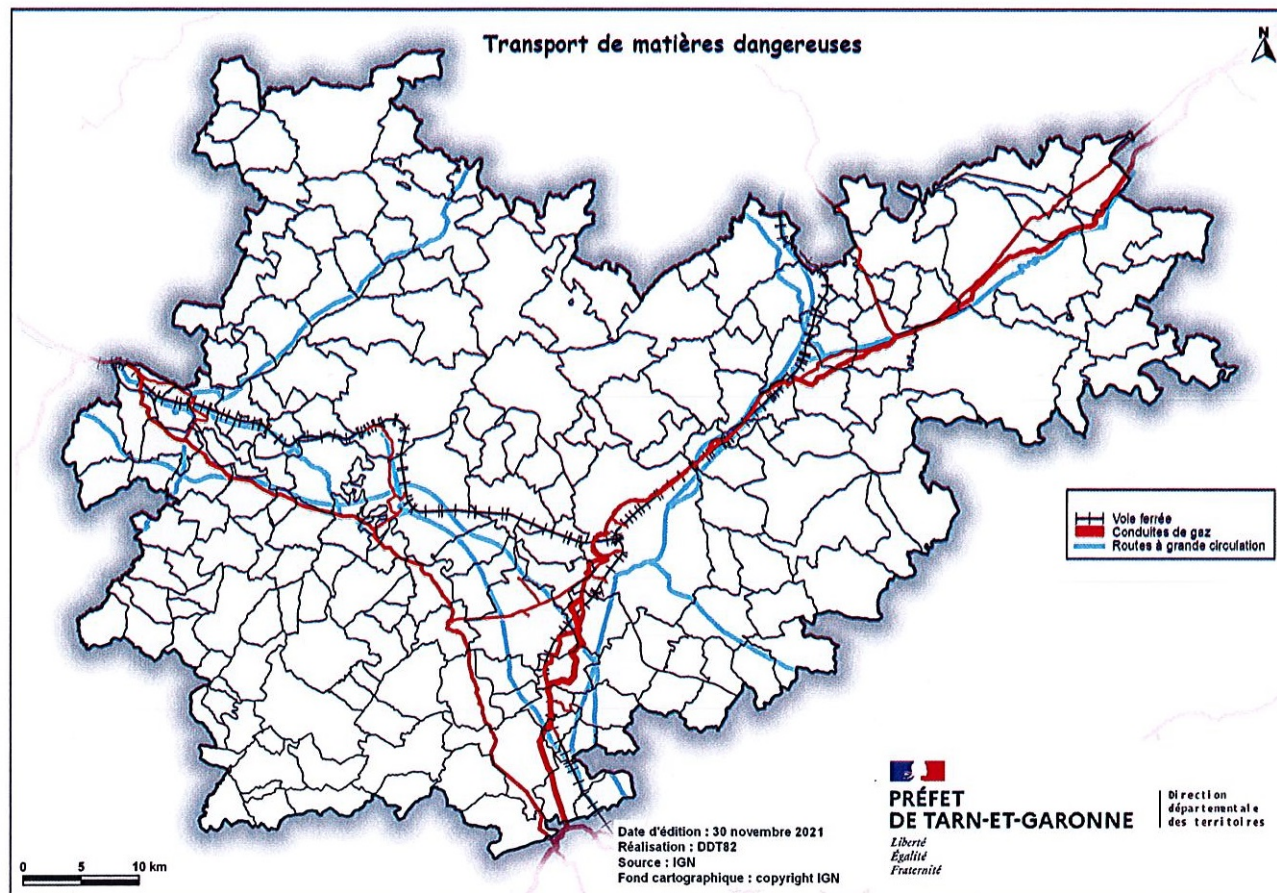 Transport de matières dangereuses
N
Voie ferrée
Conduites de gaz
Routes à grande circulation
PRÉFET
DE TARN-ET-GARONNE
Liberté
Égalité
Fraternité
Direction
départementale
des territoires
Date d'édition : 30 novembre 2021
Réalisation : DDT82
Source : IGN
Fond cartographique : copyright IGN
0 5 10 km